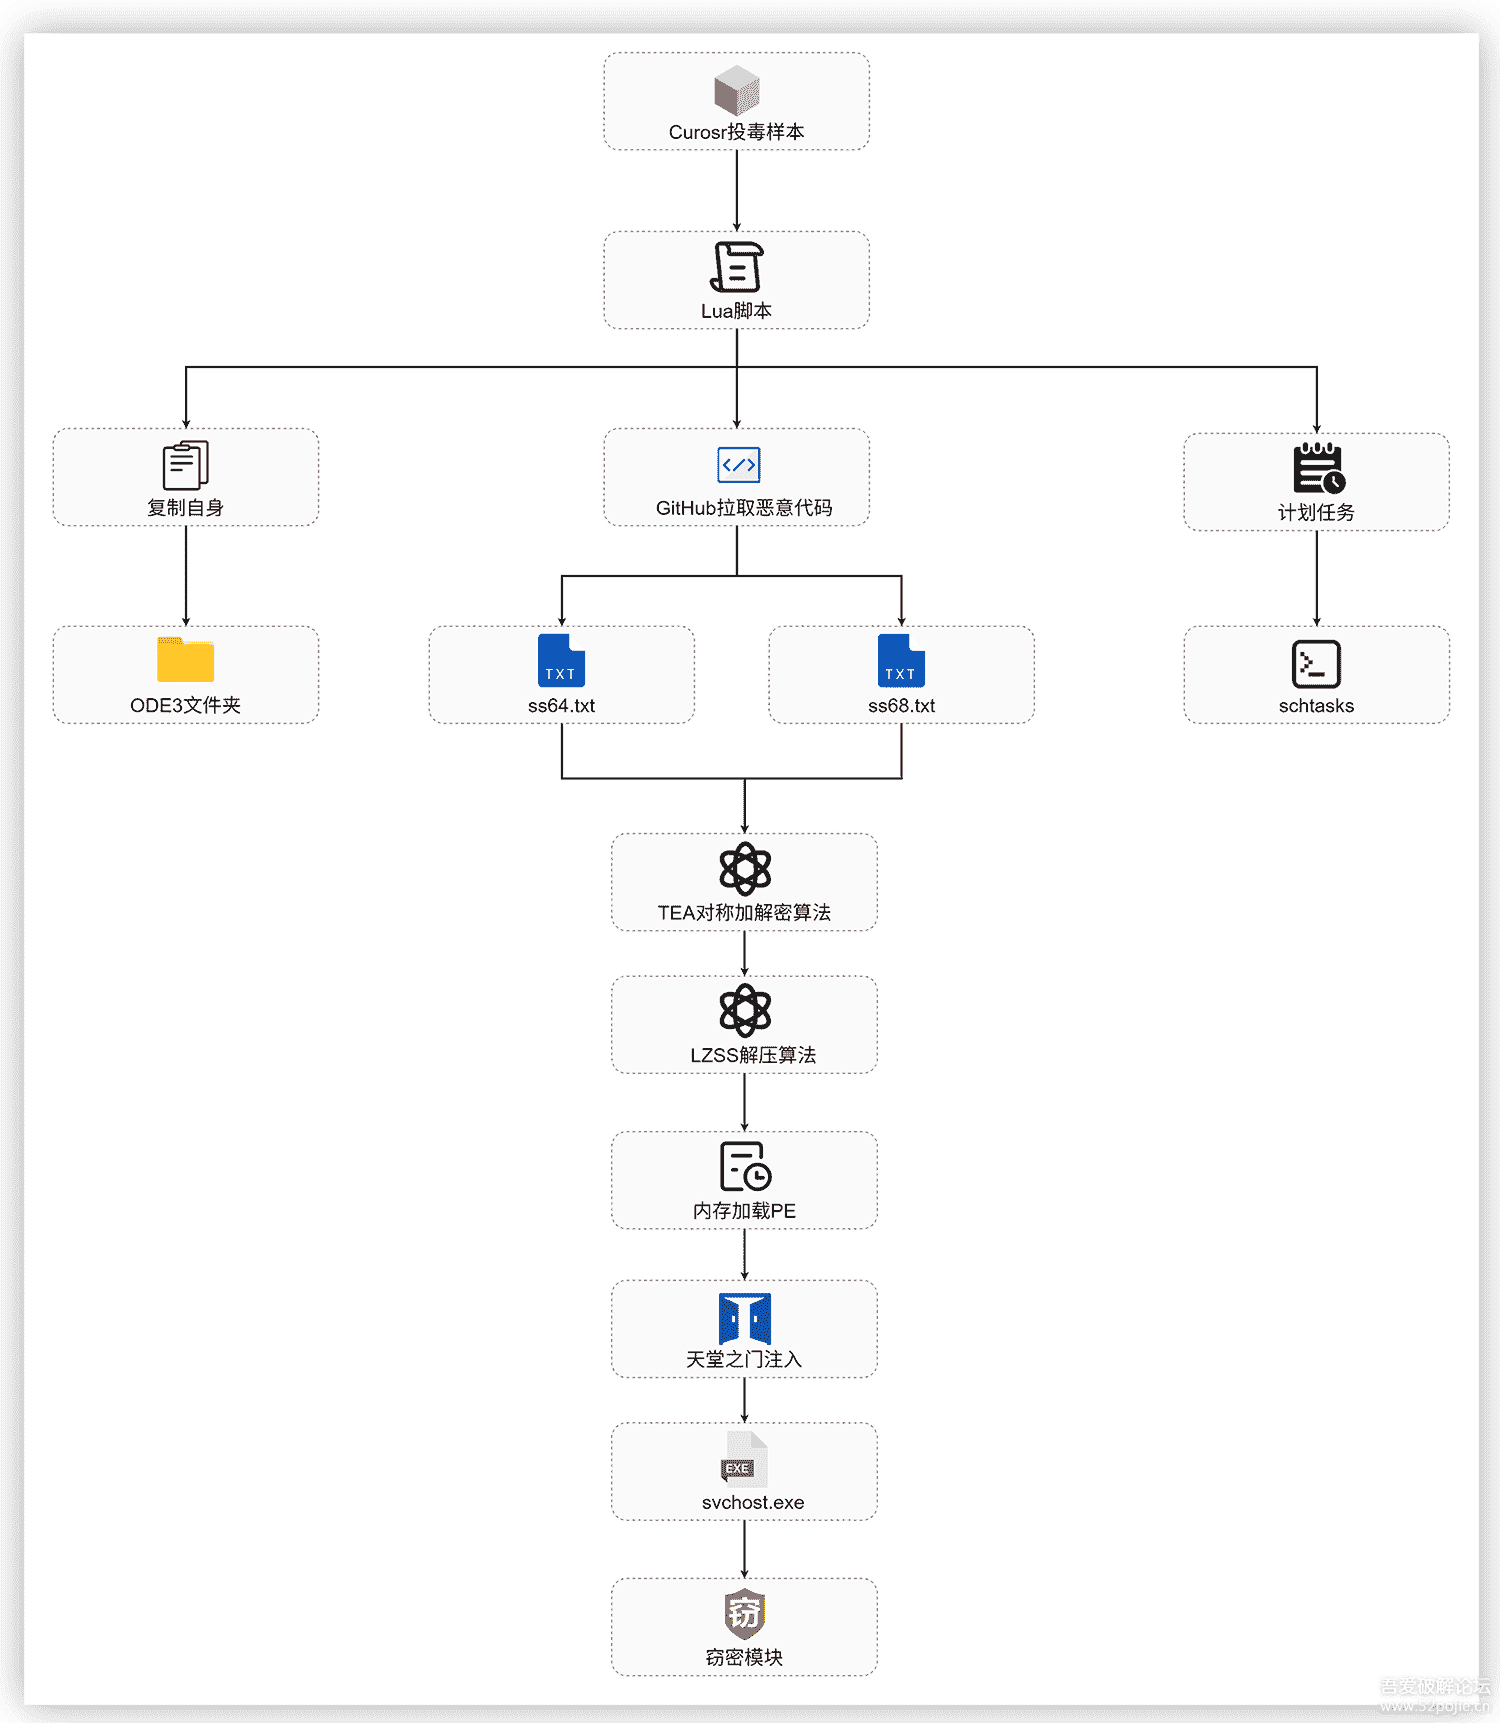 Curosr投毒样本
Lua脚本
复制自身
GitHub拉取恶意代码
计划任务
ODE3文件夹
TXT
ss64.txt
TXT
ss68.txt
schtasks
TEA对称加解密算法
LZSS解压算法
内存加载PE
天堂之门注入
EXE
svchost.exe
窃
窃密模块
吾爱破解论坛
www.52pojie.cn